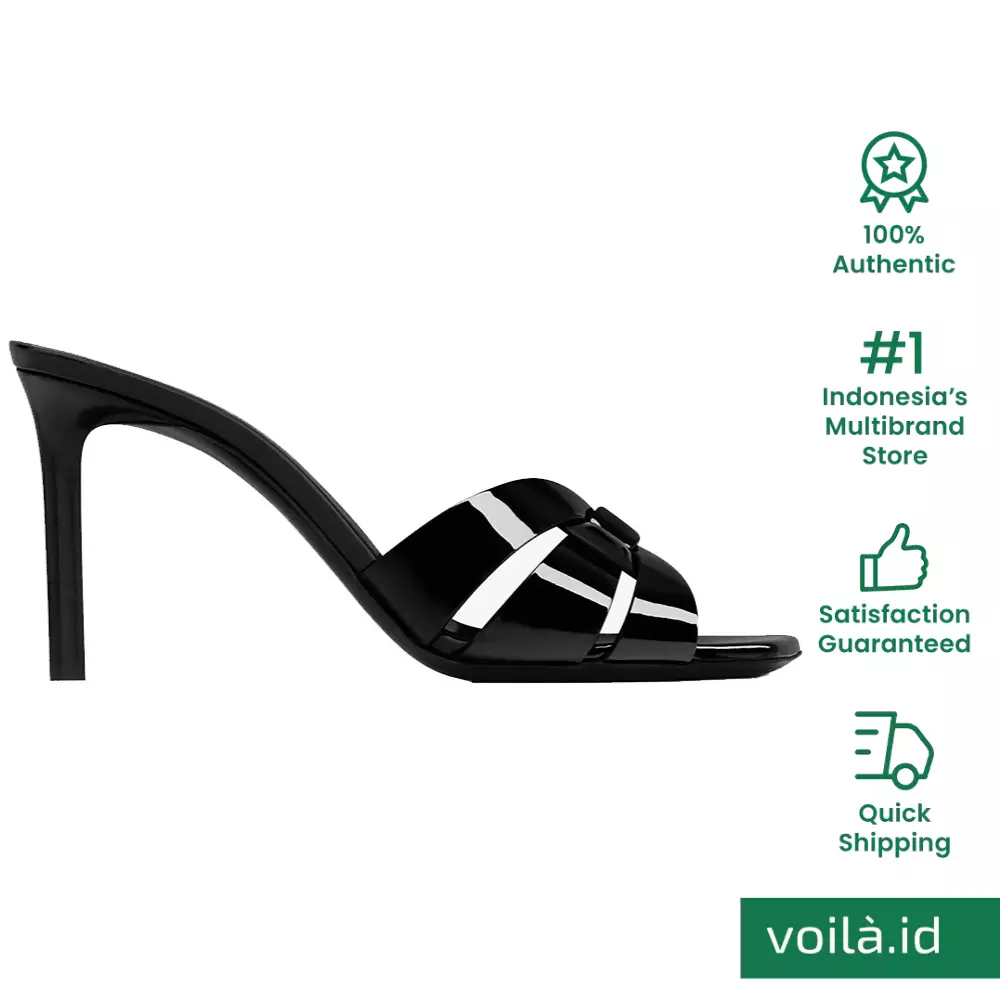 100%
Authentic
#1
Indonesia's
Multibrand
Store
Satisfaction
Guaranteed
Quick
Shipping
voilà.id